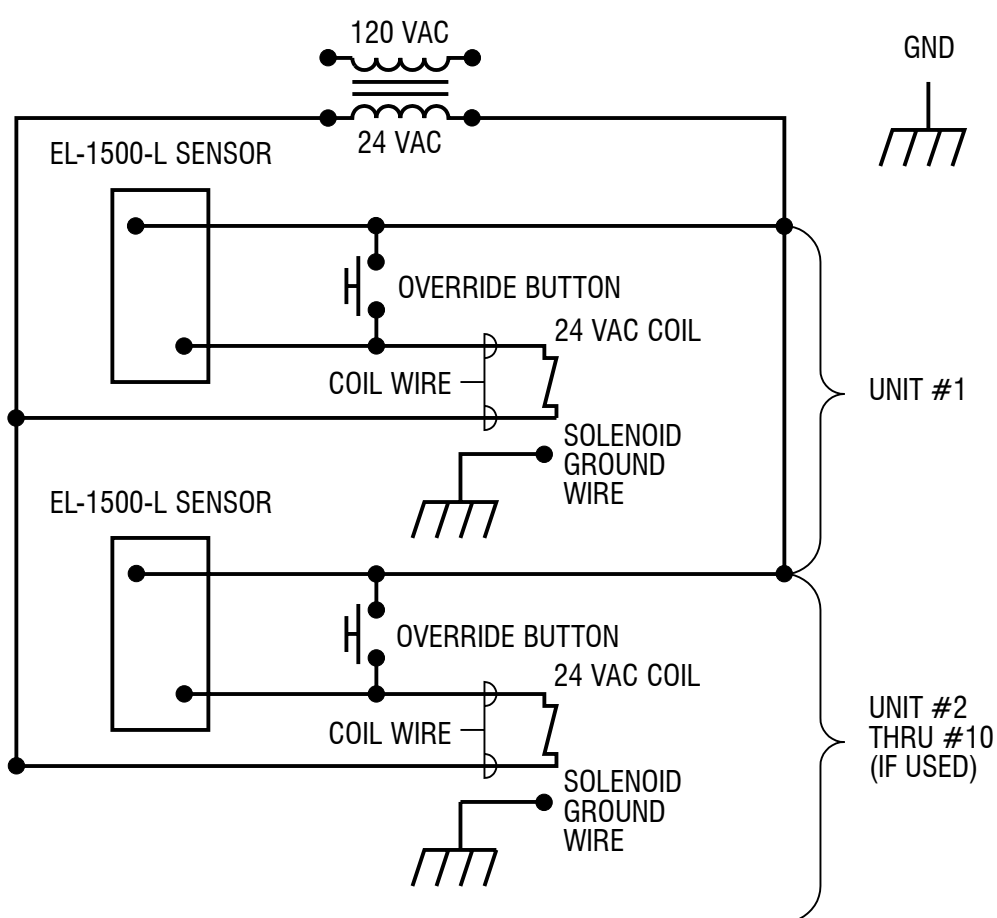 120 VAC
GND
24 VAC
EL-1500-L SENSOR
OVERRIDE BUTTON
24 VAC COIL
COIL WIRE
UNIT #1
SOLENOID
GROUND
WIRE
EL-1500-L SENSOR
OVERRIDE BUTTON
24 VAC COIL
COIL WIRE
UNIT #2
THRU #10
(IF USED)
SOLENOID
GROUND
WIRE